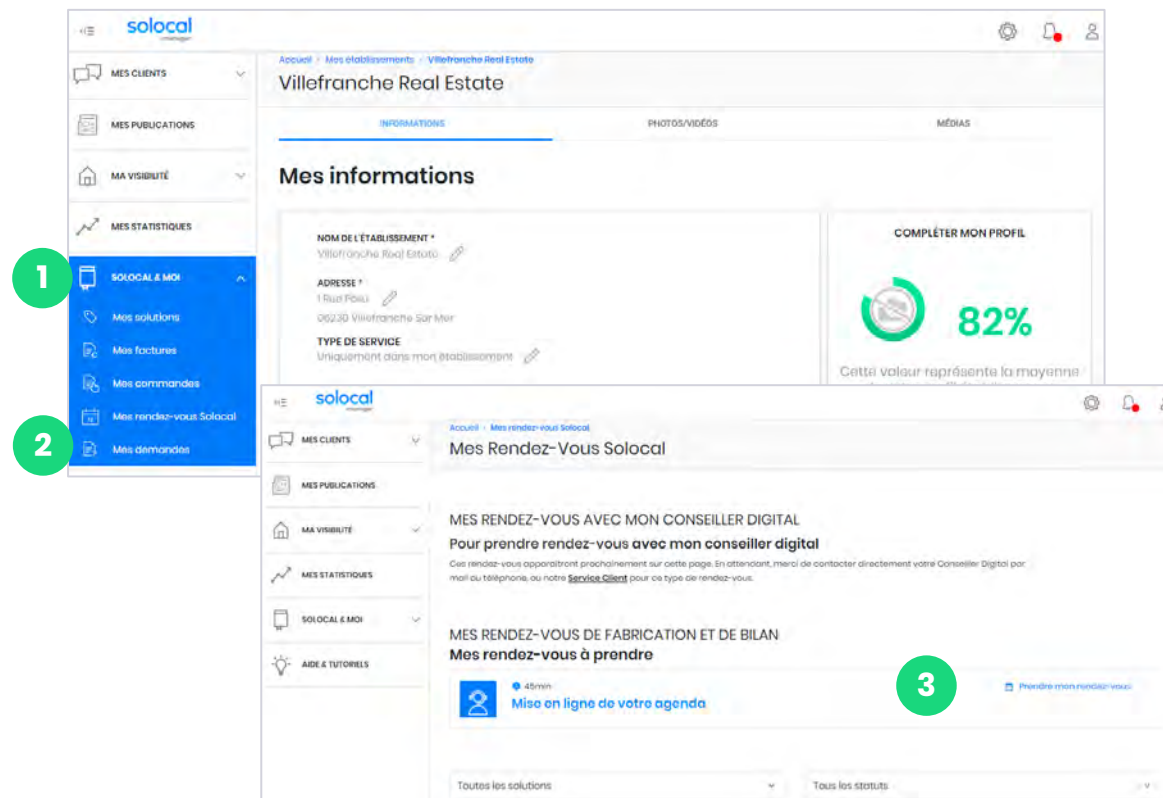 solocal
manager
MES CLIENTS
MES PUBLICATIONS
MA VISIBILITÉ
MES STATISTIQUES
1
SOLOCAL & MOI
Mes solutions
Mes factures
Mes commandes
Mes rendez-vous Solocal
2
Mes demandes
Accueil / Mes établissements / Villefranche Real Estate
Villefranche Real Estate
INFORMATIONS
PHOTOS/VIDÉOS
MÉDIAS
Mes informations
NOM DE L'ÉTABLISSEMENT *
Villefranche Real Estate
ADRESSE *
1 Rue
06230 Villefranche Sur Mer
TYPE DE SERVICE
Uniquement dans mon établissement
COMPLÉTER MON PROFIL
82%
Cette valeur représente la moyenne
solocal
manager
MES CLIENTS
MES PUBLICATIONS
MA VISIBILITÉ
MES STATISTIQUES
SOLOCAL & MOI
AIDE & TUTORIELS
Accueil / Mes rendez-vous Solocal
Mes Rendez-Vous Solocal
MES RENDEZ-VOUS AVEC MON CONSEILLER DIGITAL
Pour prendre rendez-vous avec mon conseiller digital
Ces rendez-vous apparaitront prochainement sur cette page. En attendant, merci de contacter directement votre Conseiller Digital par
mail ou téléphone, ou notre Service Client pour ce type de rendez-vous.
MES RENDEZ-VOUS DE FABRICATION ET DE BILAN
Mes rendez-vous à prendre
45min
Mise en ligne de votre agenda
3
Prendre mon rendez-vous
Toutes les solutions
Tous les statuts